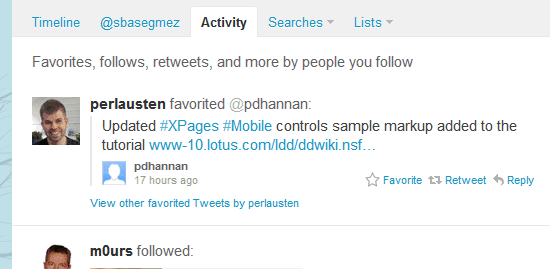 Timeline @sbasegmez Activity Searches Lists
Favorites, follows, retweets, and more by people you follow
perlausten favorited @pdhannan:
Updated #XPages #Mobile controls sample markup added to the
tutorial www-10.lotus.com/ldd/ddwiki.nsf…
pdhannan
17 hours ago Favorite Retweet Reply
View other favorited Tweets by perlausten
m0urs followed: